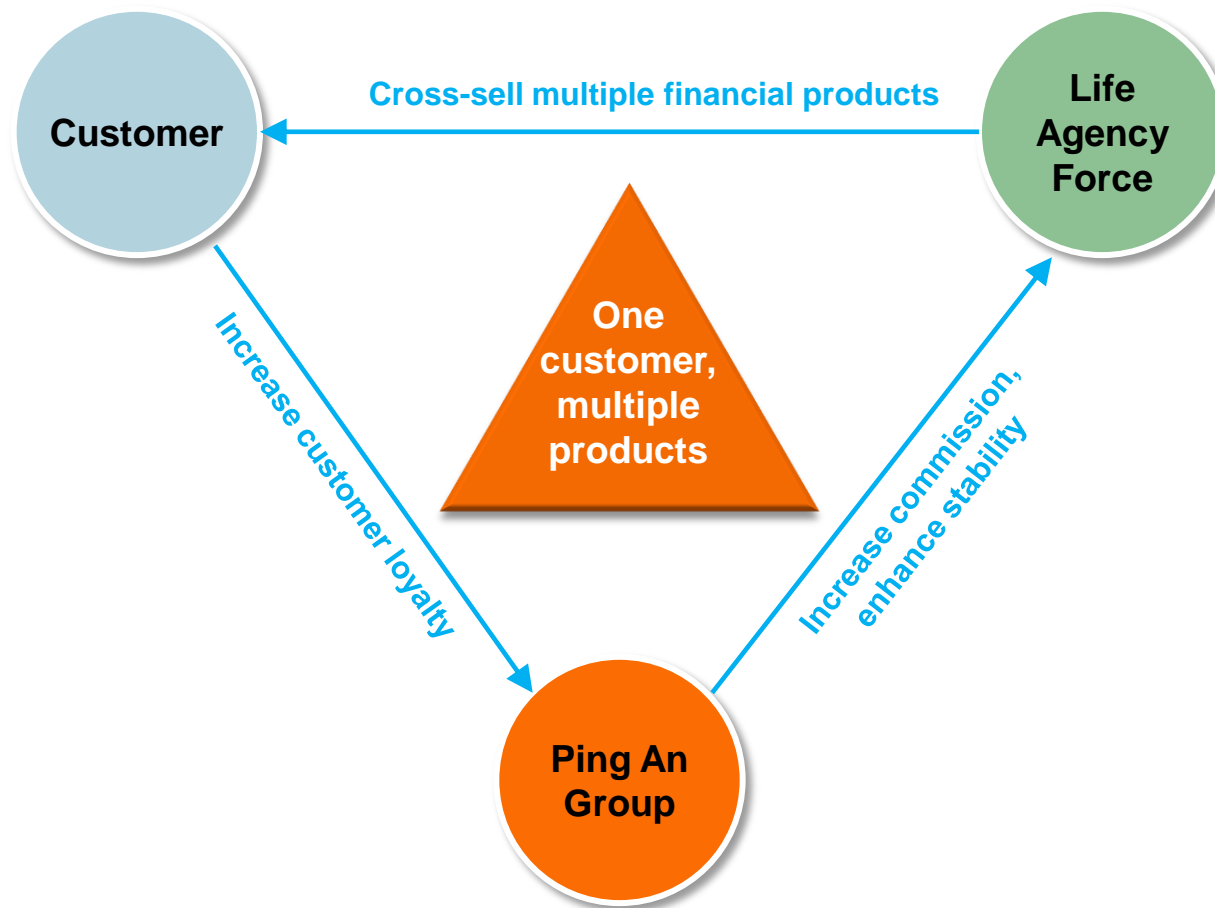 Cross-sell multiple financial products
Customer
Life
Agency
Force
One
customer,
multiple
products
Increase customer loyalty
Increase commission,
enhance stability
Ping An
Group